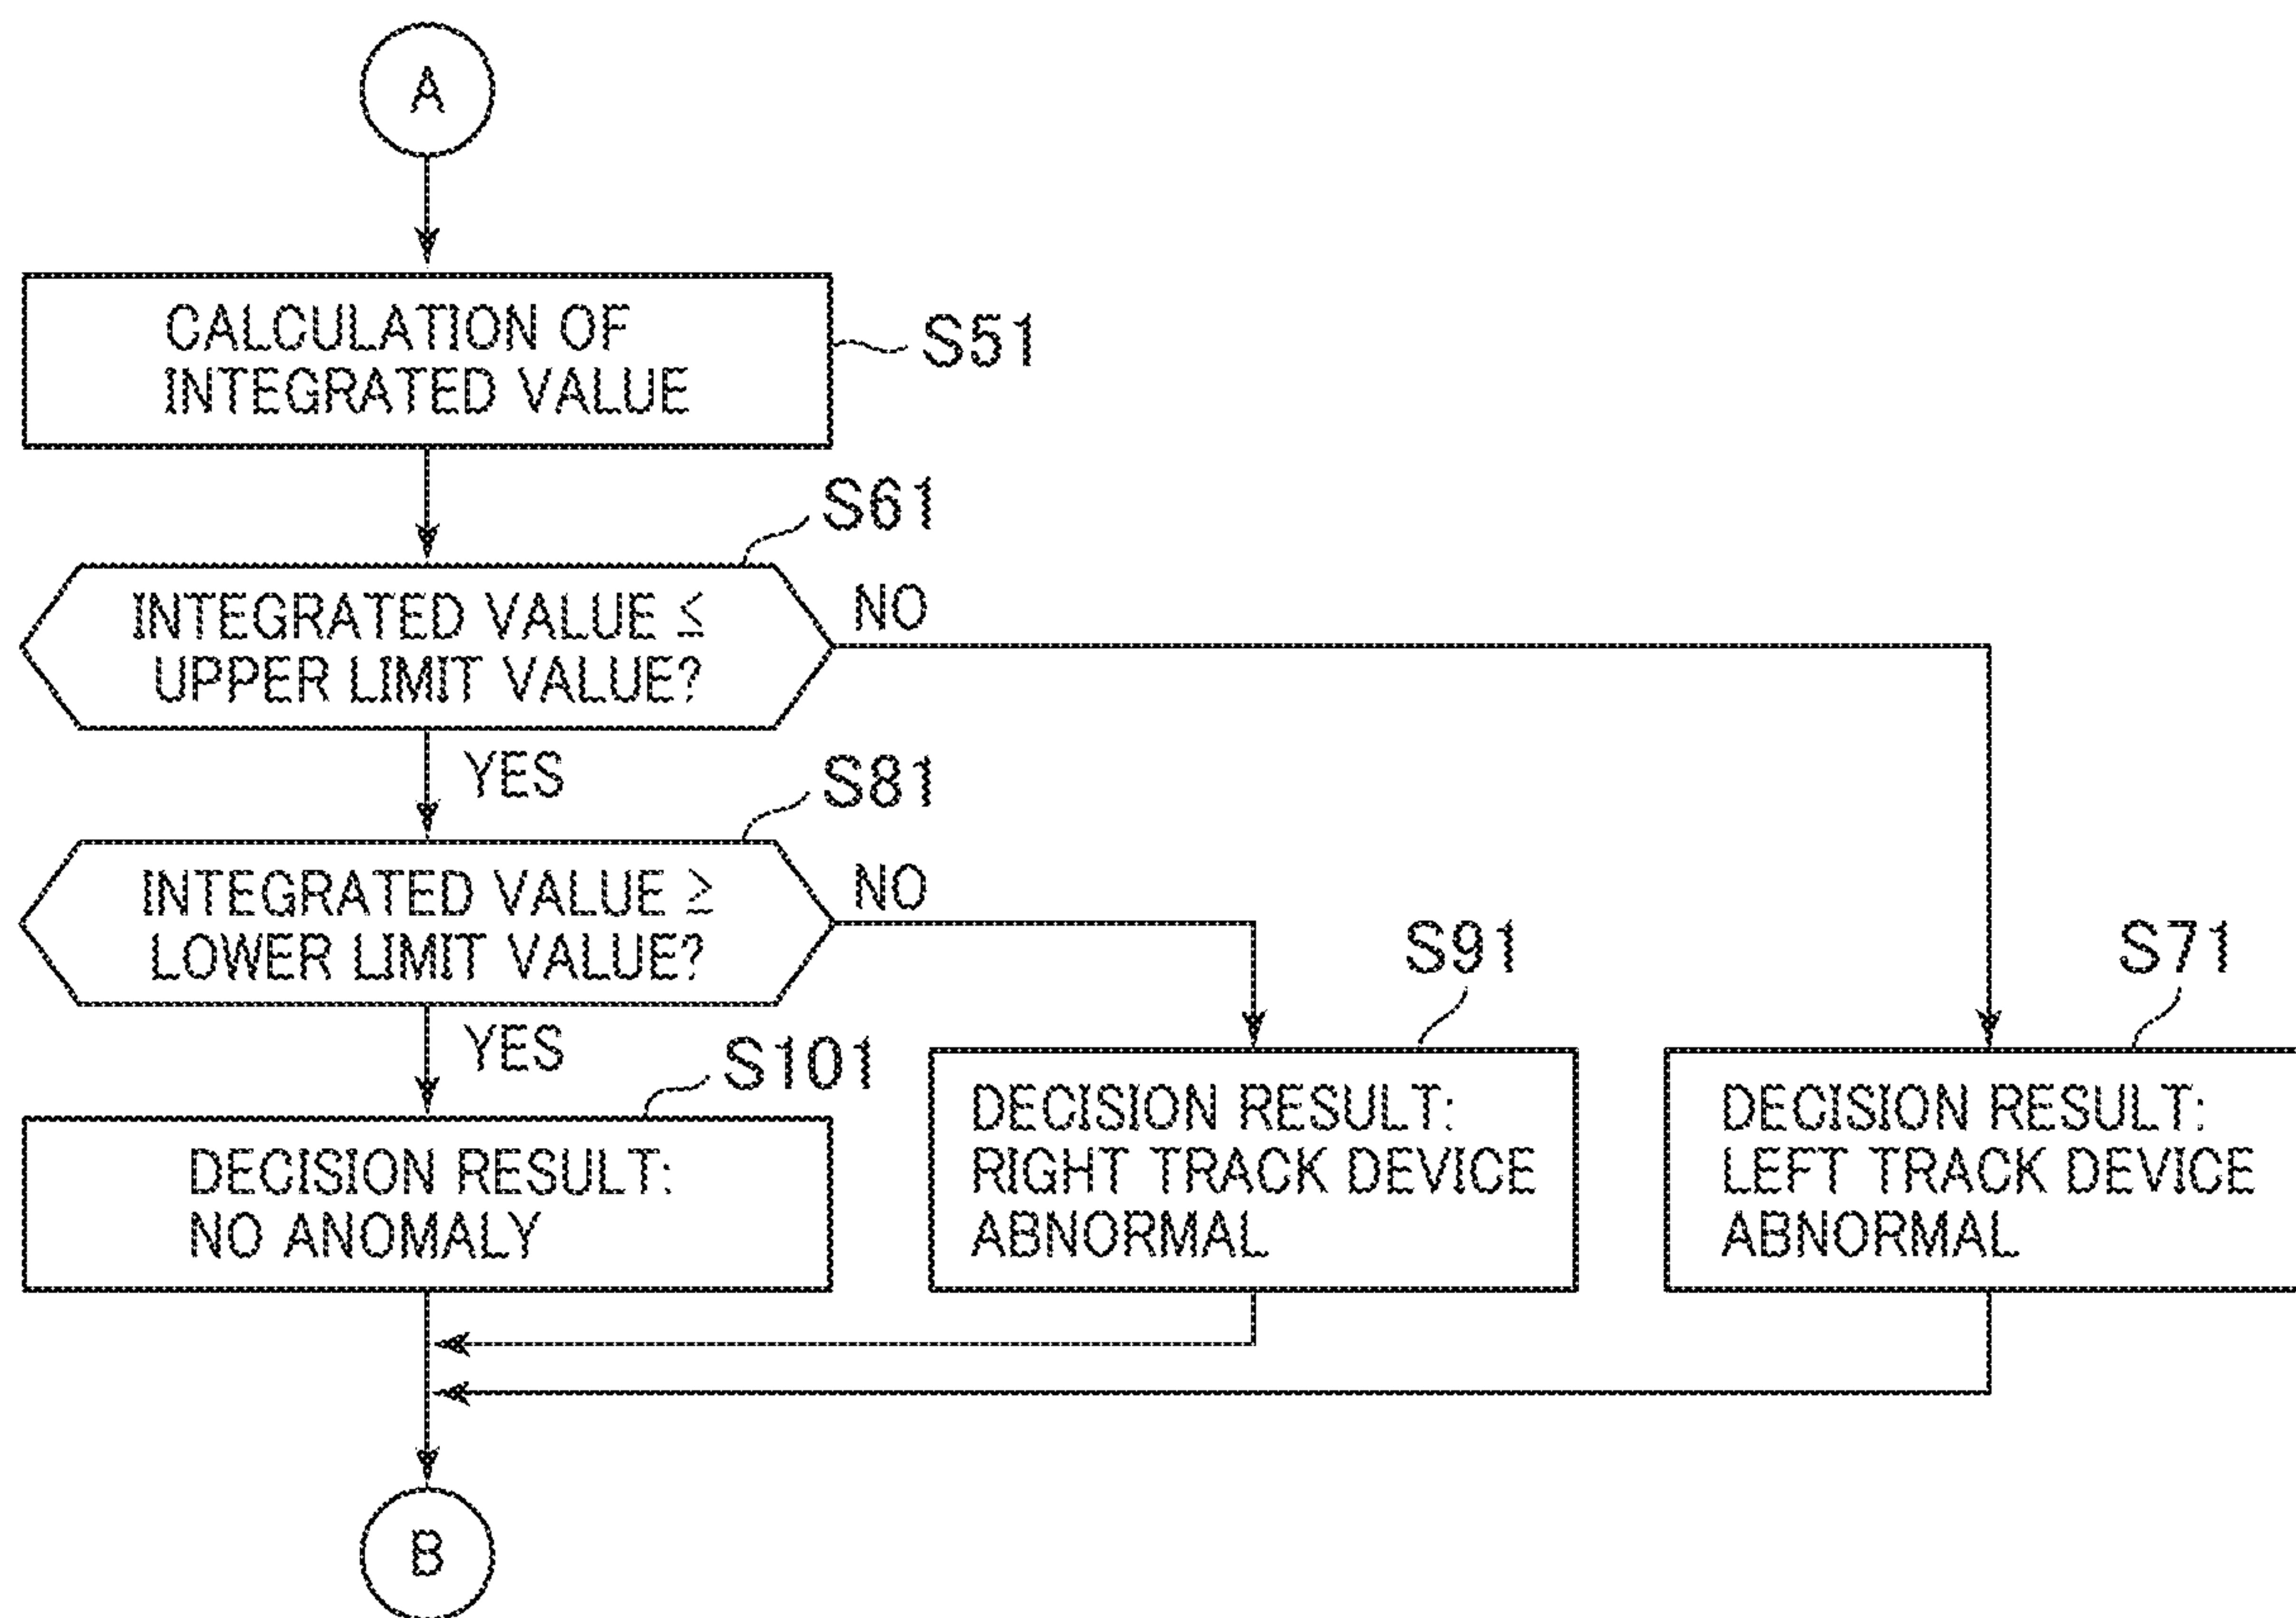 A
CALCULATION OF
INTEGRATED VALUE
S51
S61
INTEGRATED VALUE ≤
UPPER LIMIT VALUE?
NO
YES
S81
INTEGRATED VALUE ≥
LOWER LIMIT VALUE?
NO
YES
S101
DECISION RESULT:
NO ANOMALY
S91
DECISION RESULT:
RIGHT TRACK DEVICE
ABNORMAL
S71
DECISION RESULT:
LEFT TRACK DEVICE
ABNORMAL
B